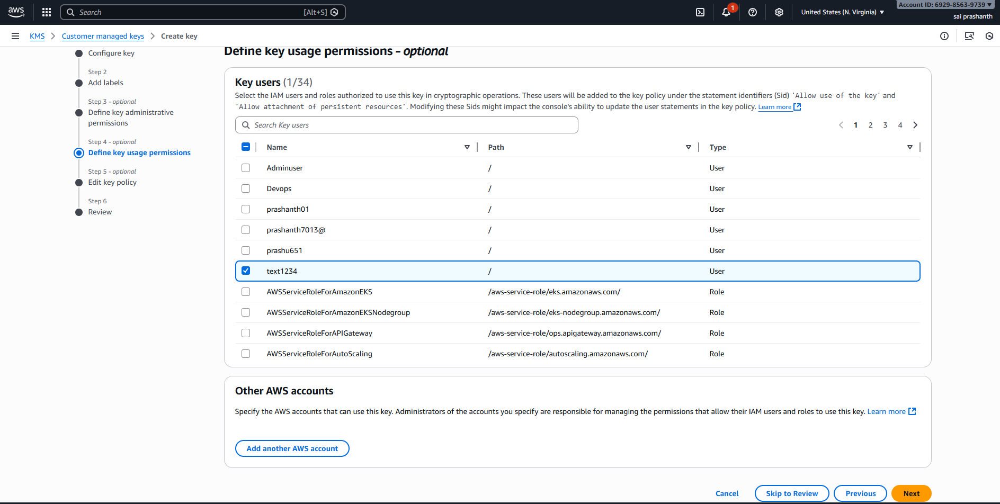 aws
Search
[Alt+S]
1
United States (N. Virginia)
Account ID: 6929-8563-9739
sai prashanth
KMS
Customer managed keys
Create key
Configure key
Step 2
Add labels
Step 3 - optional
Define key administrative
permissions
Step 4 - optional
Define key usage permissions
Step 5 - optional
Edit key policy
Step 6
Review
Define key usage permissions - optional
Key users (1/34)
Select the IAM users and roles authorized to use this key in cryptographic operations. These users will be added to the key policy under the statement identifiers (Sid) 'Allow use of the key' and
'Allow attachment of persistent resources'. Modifying these Sids might impact the console's ability to update the user statements in the key policy. Learn more
Search Key users
1 2 3 4
Name Path Type
Adminuser / User
Devops / User
prashanth01 / User
prashanth7013@ / User
prashu651 / User
text1234 / User
AWSServiceRoleForAmazonEKS /aws-service-role/eks.amazonaws.com/ Role
AWSServiceRoleForAmazonEKSNodegroup /aws-service-role/eks-nodegroup.amazonaws.com/ Role
AWSServiceRoleForAPIGateway /aws-service-role/ops.apigateway.amazonaws.com/ Role
AWSServiceRoleForAutoScaling /aws-service-role/autoscaling.amazonaws.com/ Role
Other AWS accounts
Specify the AWS accounts that can use this key. Administrators of the accounts you specify are responsible for managing the permissions that allow their IAM users and roles to use this key. Learn more
Add another AWS account
Cancel
Skip to Review
Previous
Next